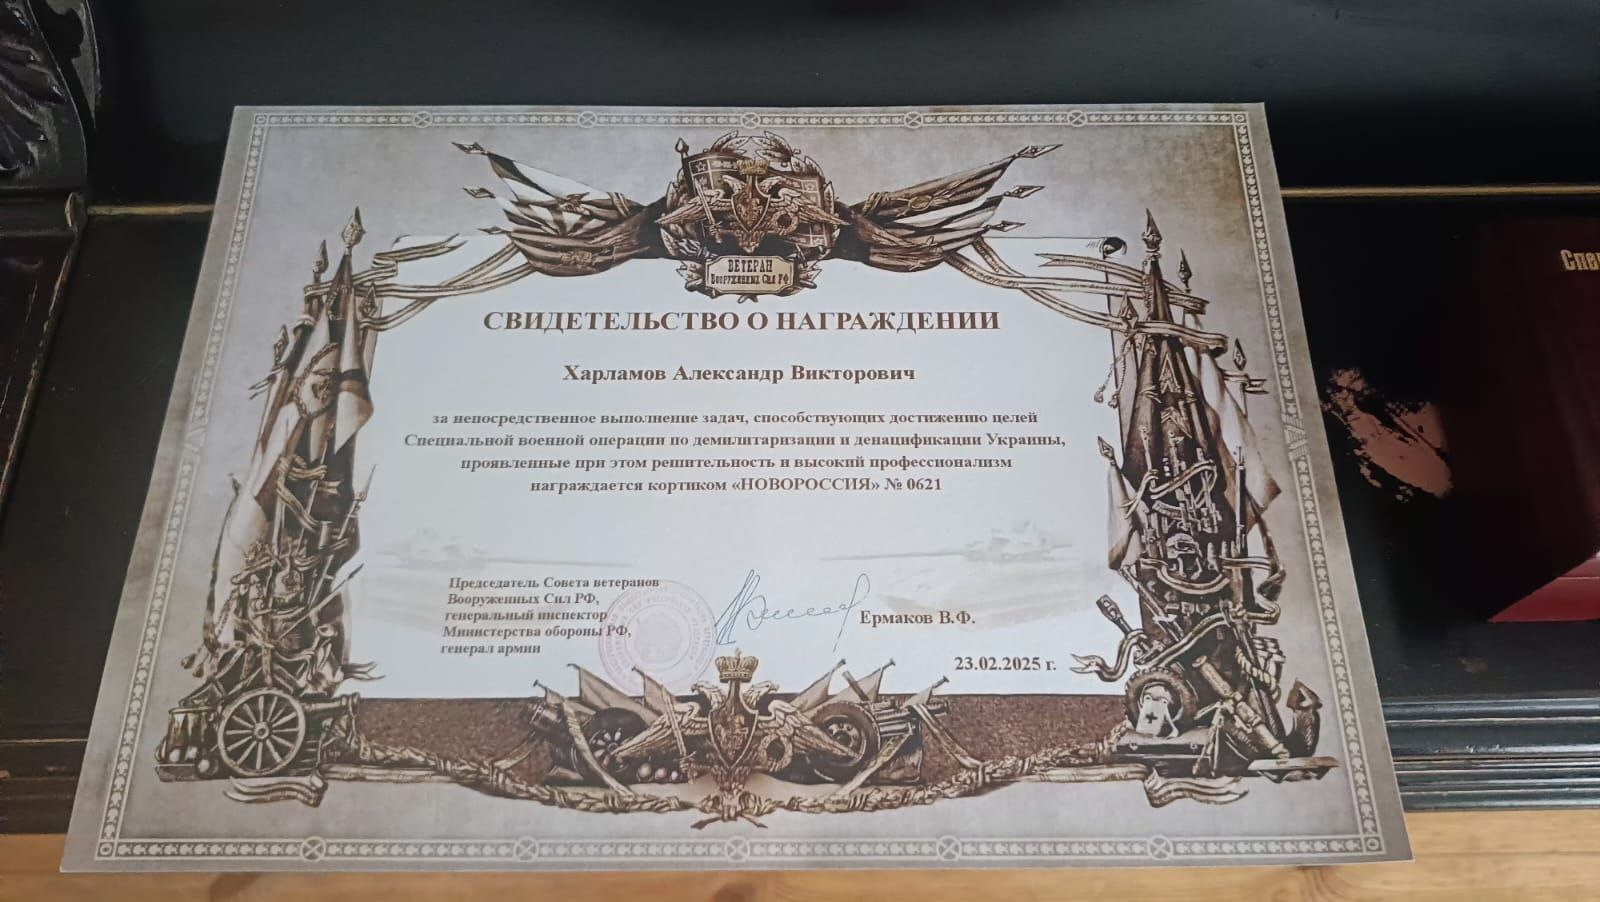 ВЕТЕРАН
ВООРУЖЕННЫХ СИЛ РФ
СВИДЕТЕЛЬСТВО О НАГРАЖДЕНИИ
Харламов Александр Викторович
за непосредственное выполнение задач, способствующих достижению целей
Специальной военной операции по демилитаризации и денацификации Украины,
проявленные при этом решительность и высокий профессионализм
награждается кортиком «НОВОРОССИЯ» № 0621
Председатель Совета ветеранов
Вооруженных Сил РФ,
генеральный инспектор
Министерства обороны РФ,
генерал армии
Ермаков В.Ф.
23.02.2025 г.